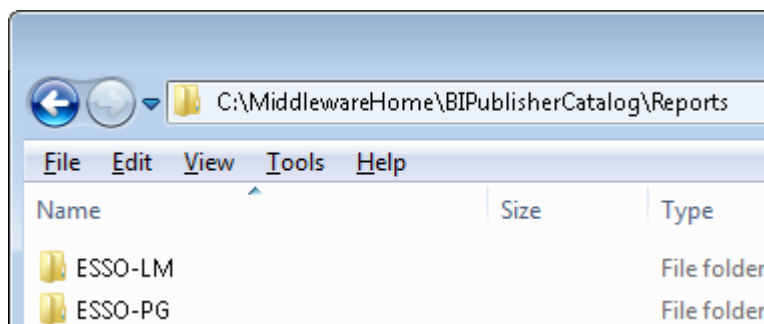 C:\MiddlewareHome\BIPublisherCatalog\Reports
File Edit View Tools Help
Name Size Type
ESSO-LM File folder
ESSO-PG File folder